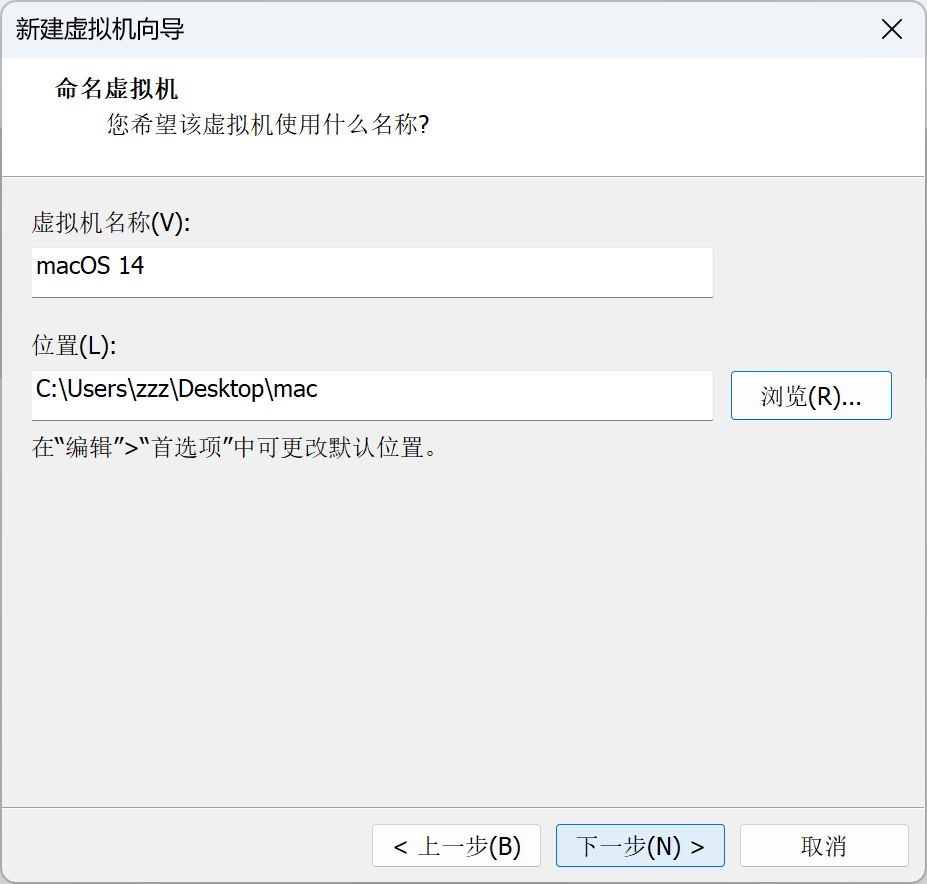 新建虚拟机向导
命名虚拟机
您希望该虚拟机使用什么名称?
虚拟机名称(V):
macOS 14
位置(L):
C:\Users\zzz\Desktop\mac
浏览(R)...
在“编辑”>“首选项”中可更改默认位置。
< 上一步(B)
下一步(N) >
取消